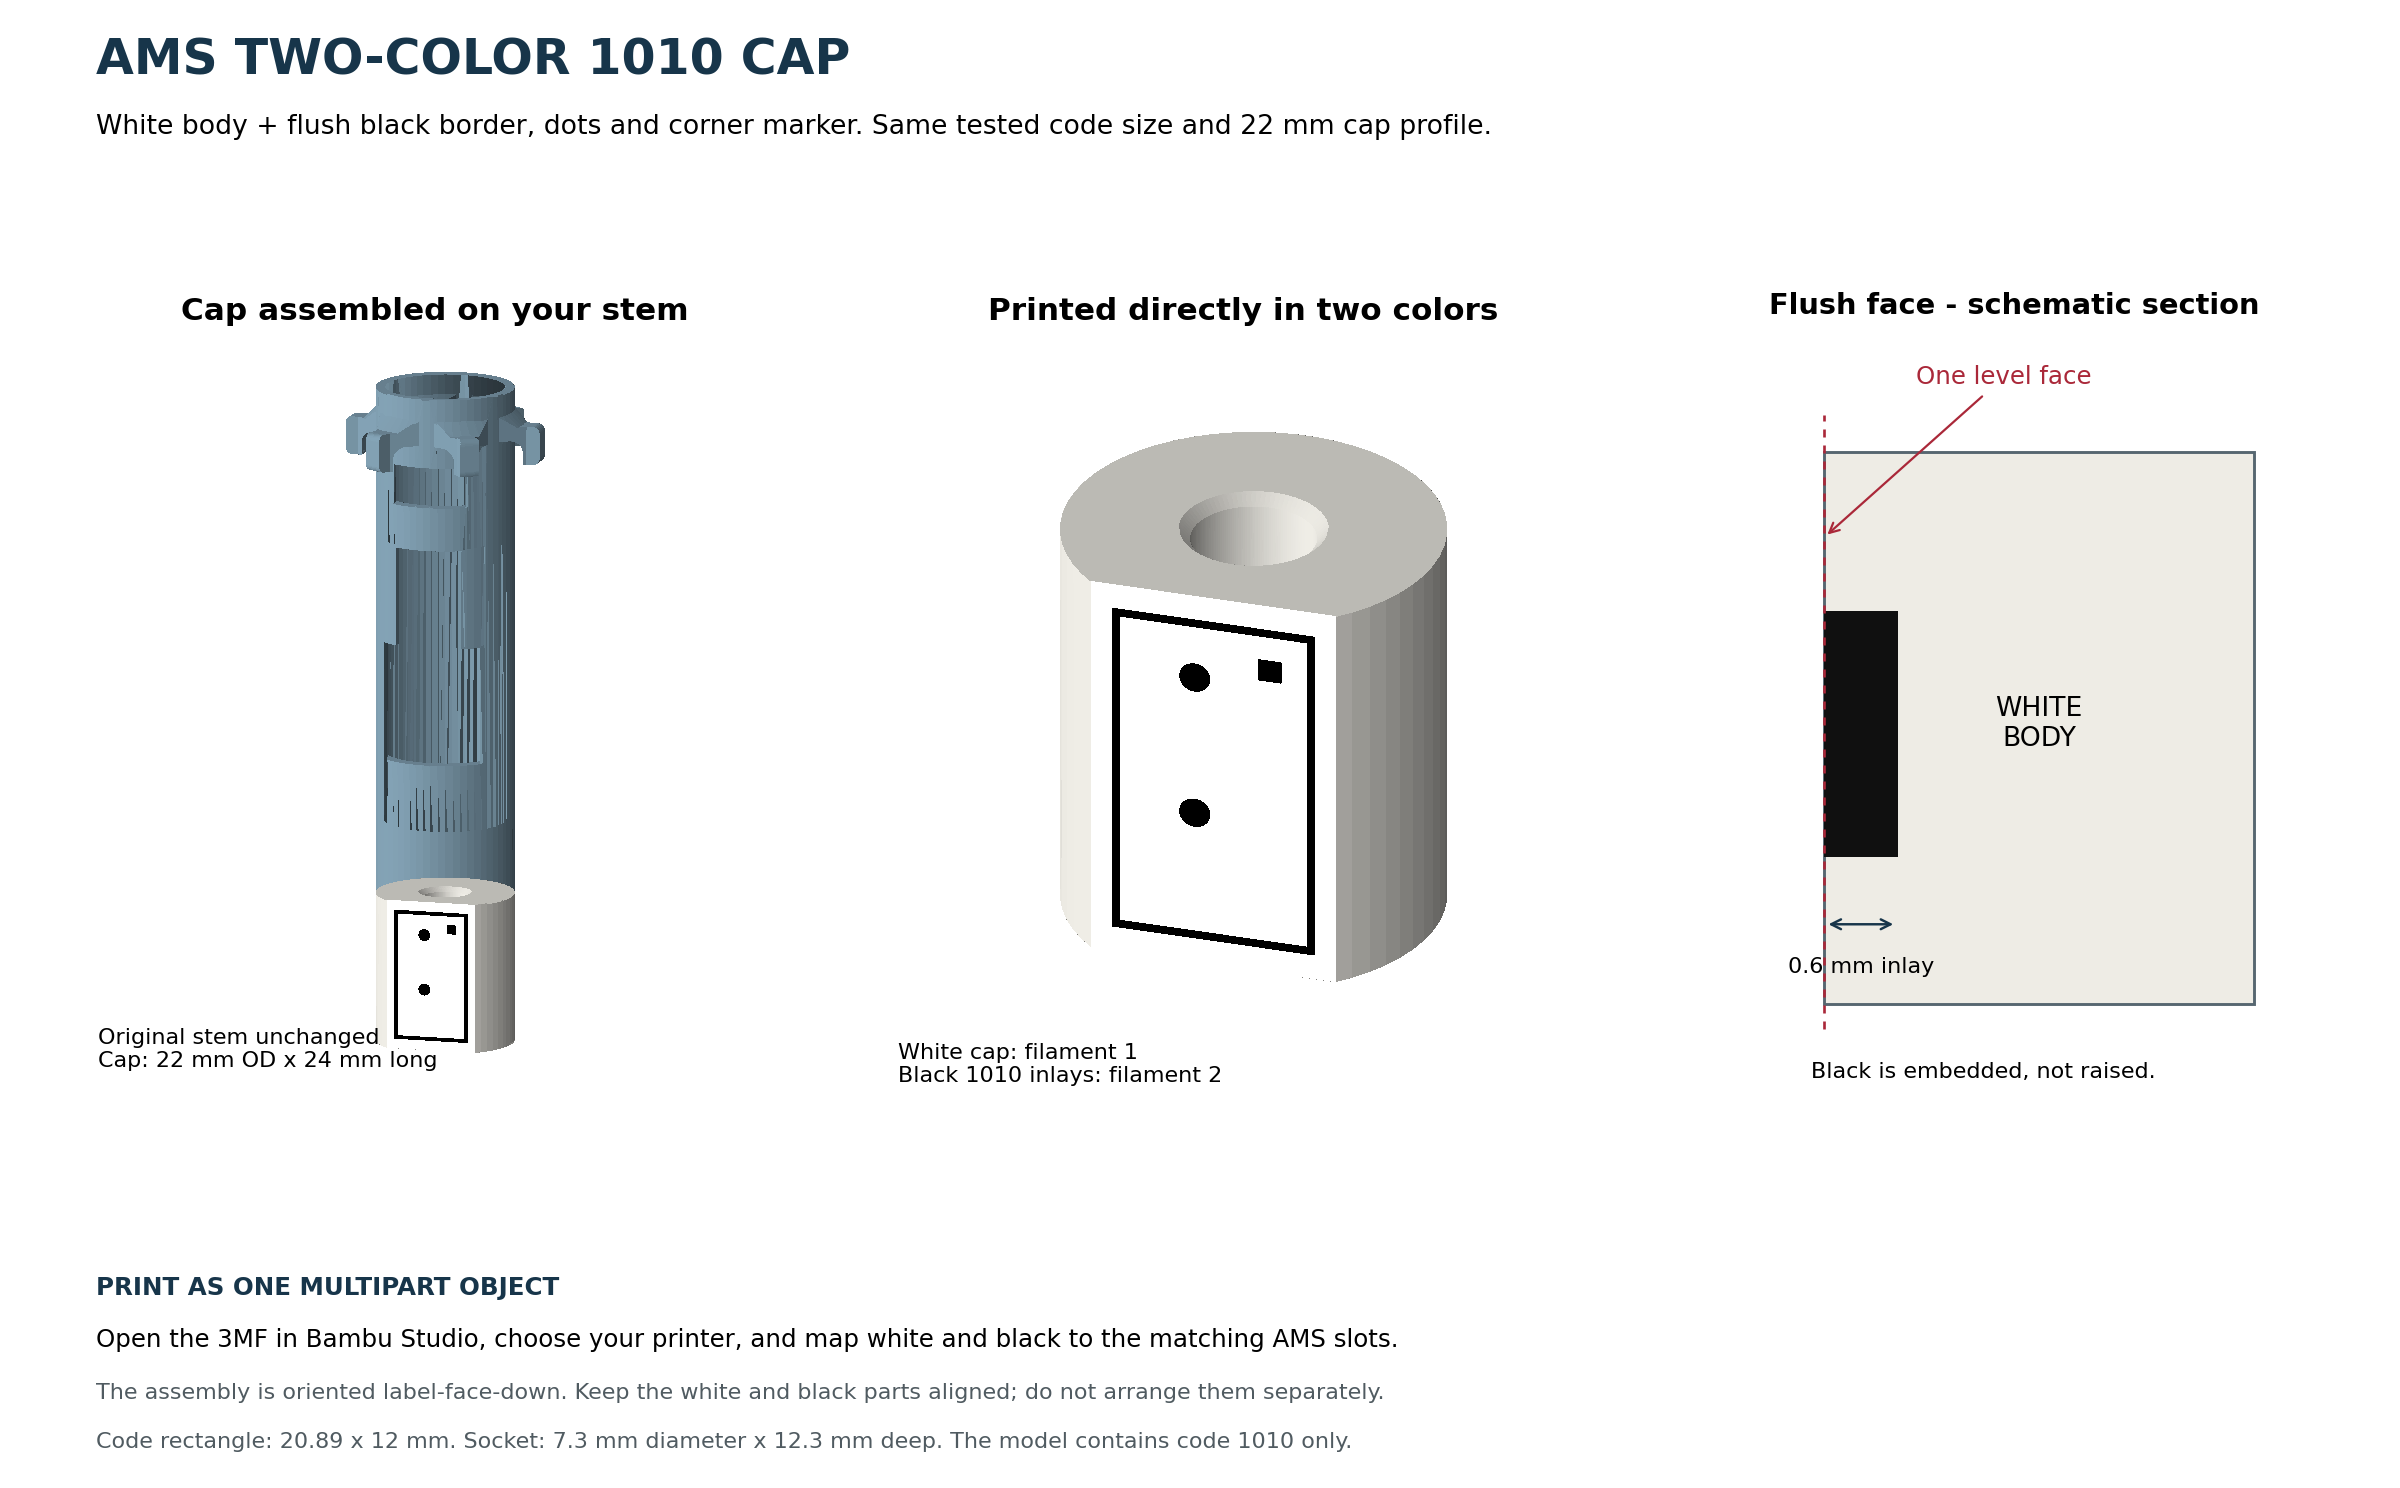 AMS TWO-COLOR 1010 CAP
White body + flush black border, dots and corner marker. Same tested code size and 22 mm cap profile.
Cap assembled on your stem
Original stem unchanged
Cap: 22 mm OD x 24 mm long
Printed directly in two colors
White cap: filament 1
Black 1010 inlays: filament 2
Flush face - schematic section
One level face
WHITE
BODY
0.6 mm inlay
Black is embedded, not raised.
PRINT AS ONE MULTIPART OBJECT
Open the 3MF in Bambu Studio, choose your printer, and map white and black to the matching AMS slots.
The assembly is oriented label-face-down. Keep the white and black parts aligned; do not arrange them separately.
Code rectangle: 20.89 x 12 mm. Socket: 7.3 mm diameter x 12.3 mm deep. The model contains code 1010 only.